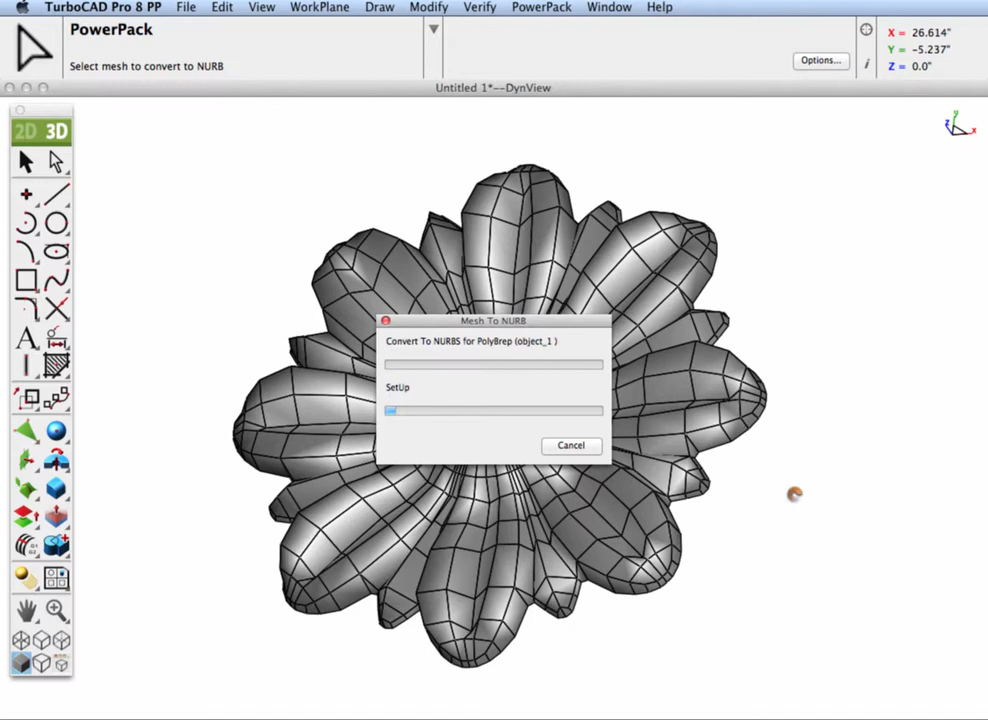 TurboCAD Pro 8 PP File Edit View WorkPlane Draw Modify Verify PowerPack Window Help
PowerPack
Select mesh to convert to NURB
Options...
i
X = 26.614"
Y = -5.237"
Z = 0.0"
Untitled 1*--DynView
2D 3D
y
z
x
Mesh To NURB
Convert To NURBS for PolyBrep (object_1 )
SetUp
Cancel
A